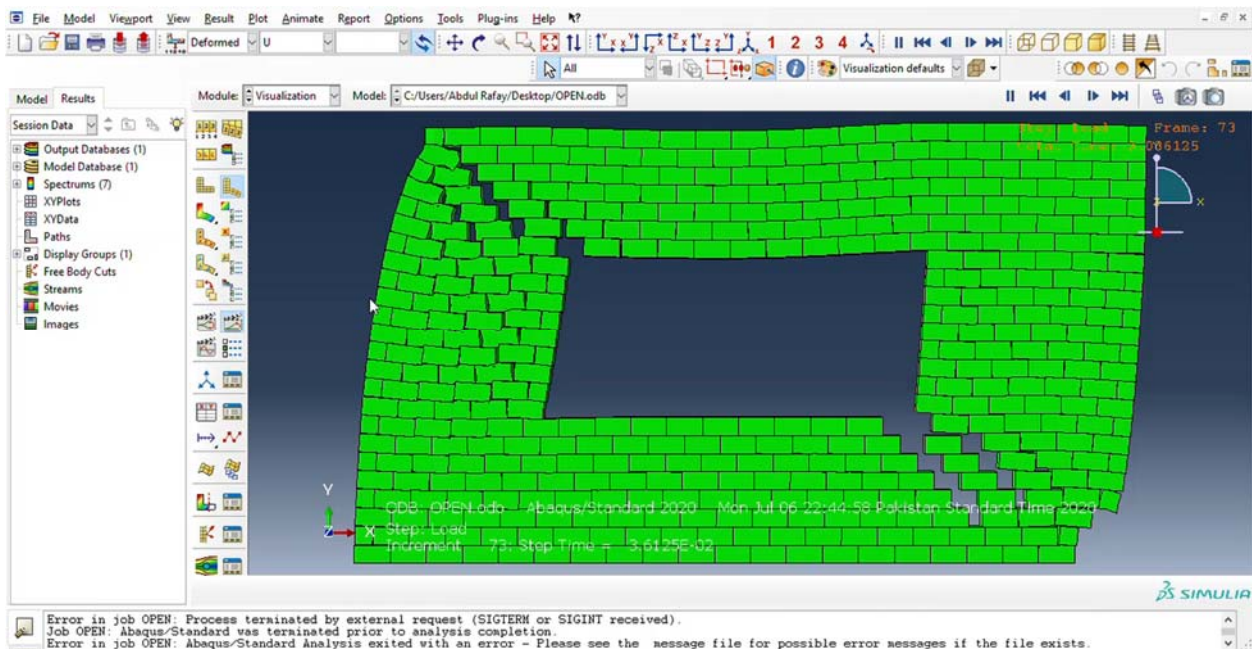 File Model Viewport View Result Plot Animate Report Options Tools Plug-ins Help
Deformed U 1 2 3 4
All Visualization defaults
Model Results Module: Visualization Model: C:/Users/Abdul Rafay/Desktop/OPEN.odb
Session Data
Output Databases (1)
Model Database (1)
Spectrums (7)
XYPlots
XYData
Paths
Display Groups (1)
Free Body Cuts
Streams
Movies
Images
Frame: 73
Y
X
Z
X
ODB: OPEN.odb Abaqus/Standard 2020 Mon Jul 06 22:44:58 Pakistan Standard Time 2020
Step: Load
Increment 73: Step Time = 3.6125E-02
SIMULIA
Error in job OPEN: Process terminated by external request (SIGTERM or SIGINT received).
Job OPEN: Abaqus/Standard was terminated prior to analysis completion.
Error in job OPEN: Abaqus/Standard Analysis exited with an error - Please see the message file for possible error messages if the file exists.